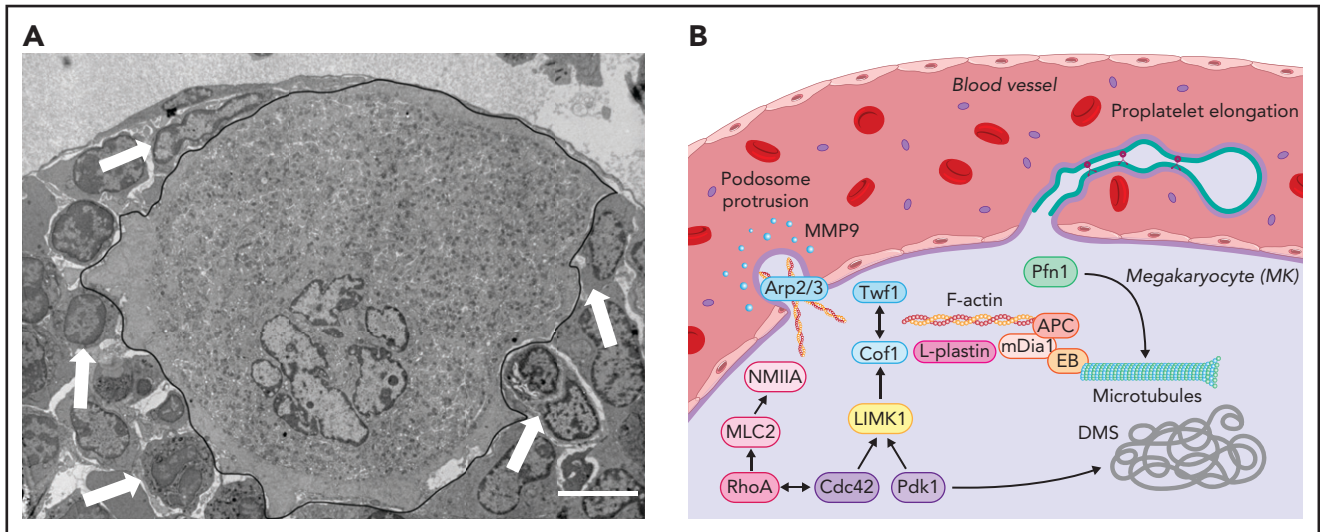 A
B
Blood vessel
Proplatelet elongation
Podosome
protrusion
MMP9
Arp2/3
Twf1
Pfn1
Megakaryocyte (MK)
F-actin
APC
mDia1
EB
Cof1
L-plastin
Microtubules
NMIIA
LIMK1
MLC2
DMS
RhoA
Cdc42
Pdk1